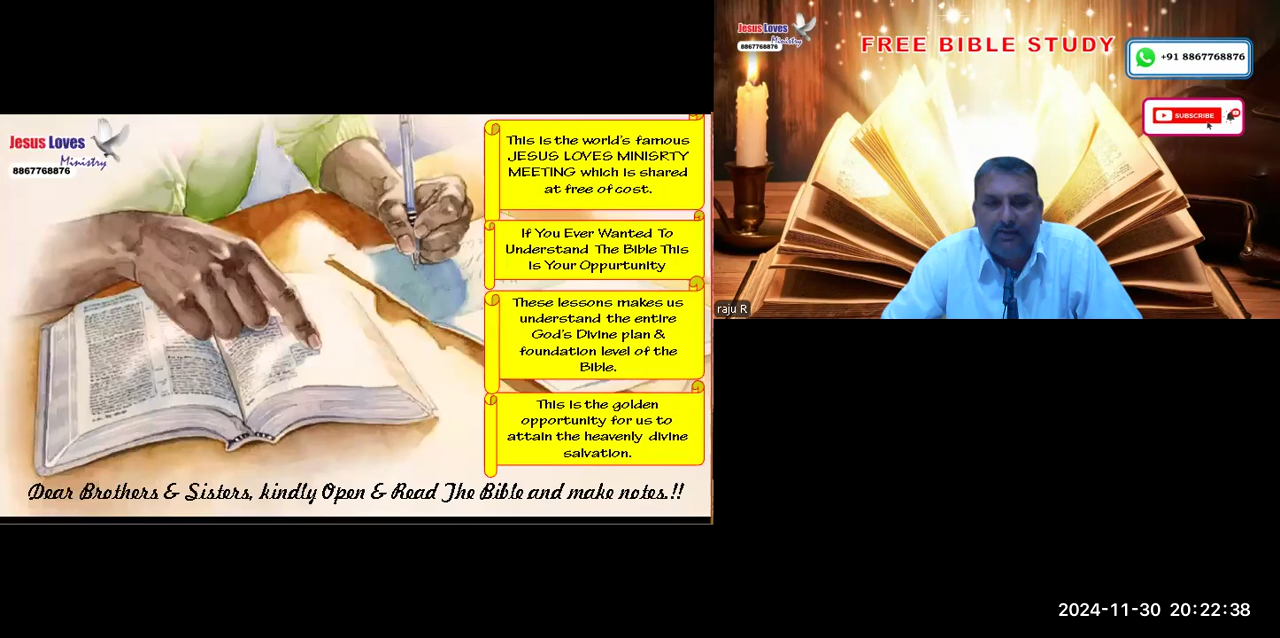 Jesus Loves
Ministry
8867768876
This is the world's famous
JESUS LOVES MINISRTY
MEETING which is shared
at free of cost.
If You Ever Wanted To
Understand The Bible This
is Your Oppurtunity
These lessons makes us
understand the entire
God's Divine plan &
foundation level of the
Bible.
This is the golden
opportunity for us to
attain the heavenly divine
salvation.
Dear Brothers & Sisters, kindly Open & Read The Bible and make notes.!!
Jesus Loves
Ministry
8867768876
FREE BIBLE STUDY
+91 8867768876
SUBSCRIBE
raju R
2024-11-30 20:22:38